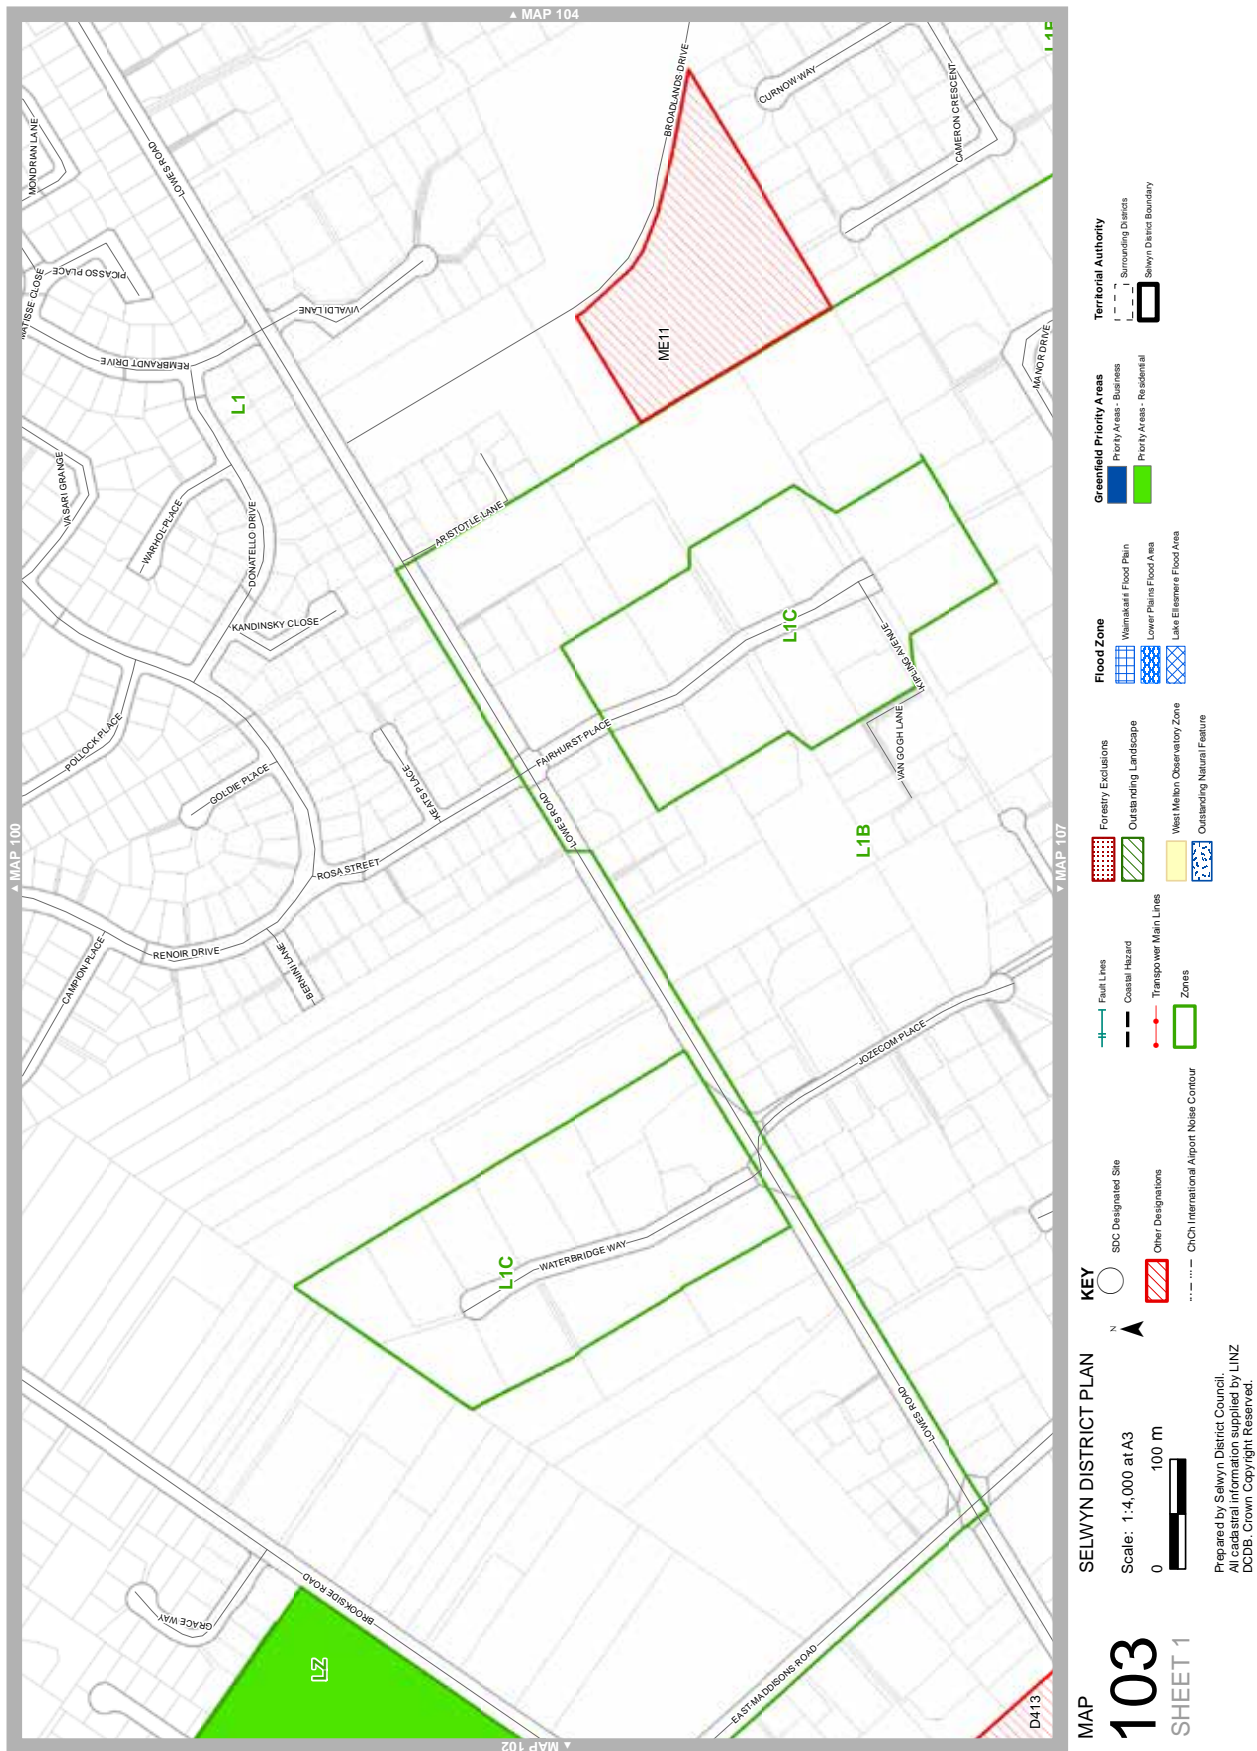 ▲ MAP 104
▲ MAP 100
▼ MAP 107
▲ MAP 102
MONDRIAN LANE
LOWES ROAD
BROADLANDS DRIVE
CURNOW WAY
CAMERON CRESCENT
PICASSO PLACE
MATISSE CLOSE
VIVALDI LANE
REMBRANDT DRIVE
L1
ME11
MANOR DRIVE
VASARI GRANGE
WARHOL PLACE
DONATELLO DRIVE
KANDINSKY CLOSE
ARISTOTLE LANE
L1C
KIPLING AVENUE
VAN GOGH LANE
FAIRHURST PLACE
POLLOCK PLACE
GOLDIE PLACE
KEATS PLACE
LOWES ROAD
L1B
ROSA STREET
RENOIR DRIVE
CAMPION PLACE
BERNINI LANE
JOZECOM PLACE
WATERBRIDGE WAY
L1C
LOWES ROAD
BROOKSIDE ROAD
GRACE WAY
LZ
EAST MADDISONS ROAD
D413
MAP
103
SHEET 1
SELWYN DISTRICT PLAN
Scale: 1:4,000 at A3
0
100 m
Prepared by Selwyn District Council.
All cadastral information supplied by LINZ
DCDB. Crown Copyright Reserved.
N
KEY
SDC Designated Site
Other Designations
ChCh International Airport Noise Contour
Fault Lines
Coastal Hazard
Transpower Main Lines
Zones
Forestry Exclusions
Outstanding Landscape
West Melton Observatory Zone
Outstanding Natural Feature
Flood Zone
Waimakariri Flood Plain
Lower Plains Flood Area
Lake Ellesmere Flood Area
Greenfield Priority Areas
Priority Areas - Business
Priority Areas - Residential
Territorial Authority
Surrounding Districts
Selwyn District Boundary